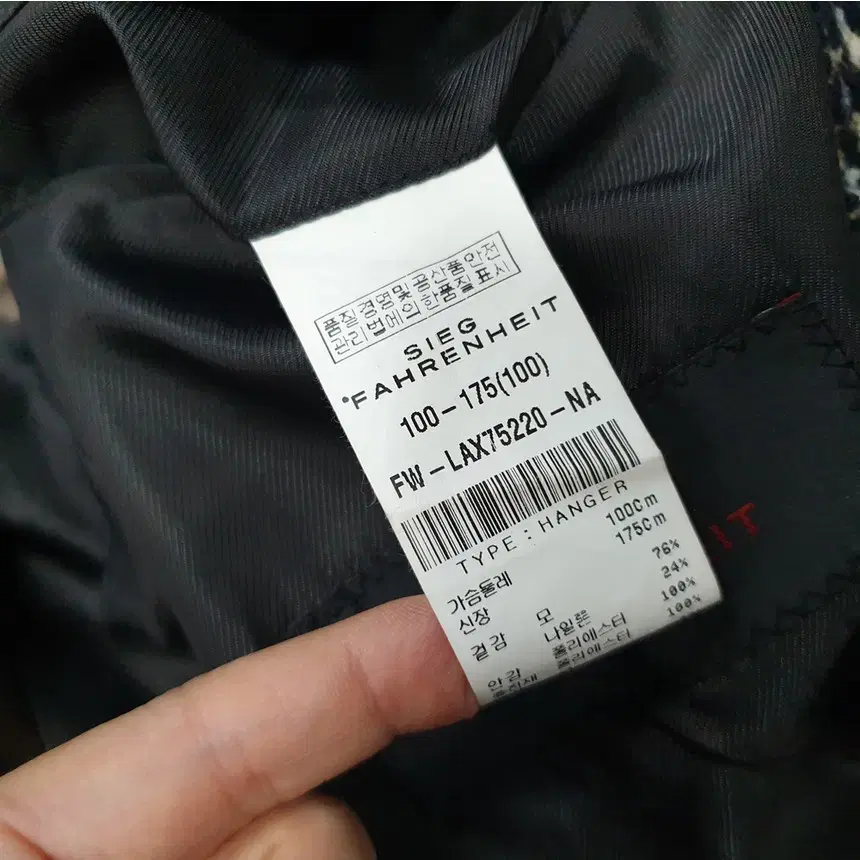 품질경영및공산품안전
관리법에의한품질표시
SIEG
FAHRENHEIT
100-175(100)
FW-LAX75220-NA
TYPE : HANGER
가슴둘레 100Cm
신장 175Cm
겉감 모 76%
나일론 24%
안감 폴리에스터 100%
폴리에스터 100%
IT